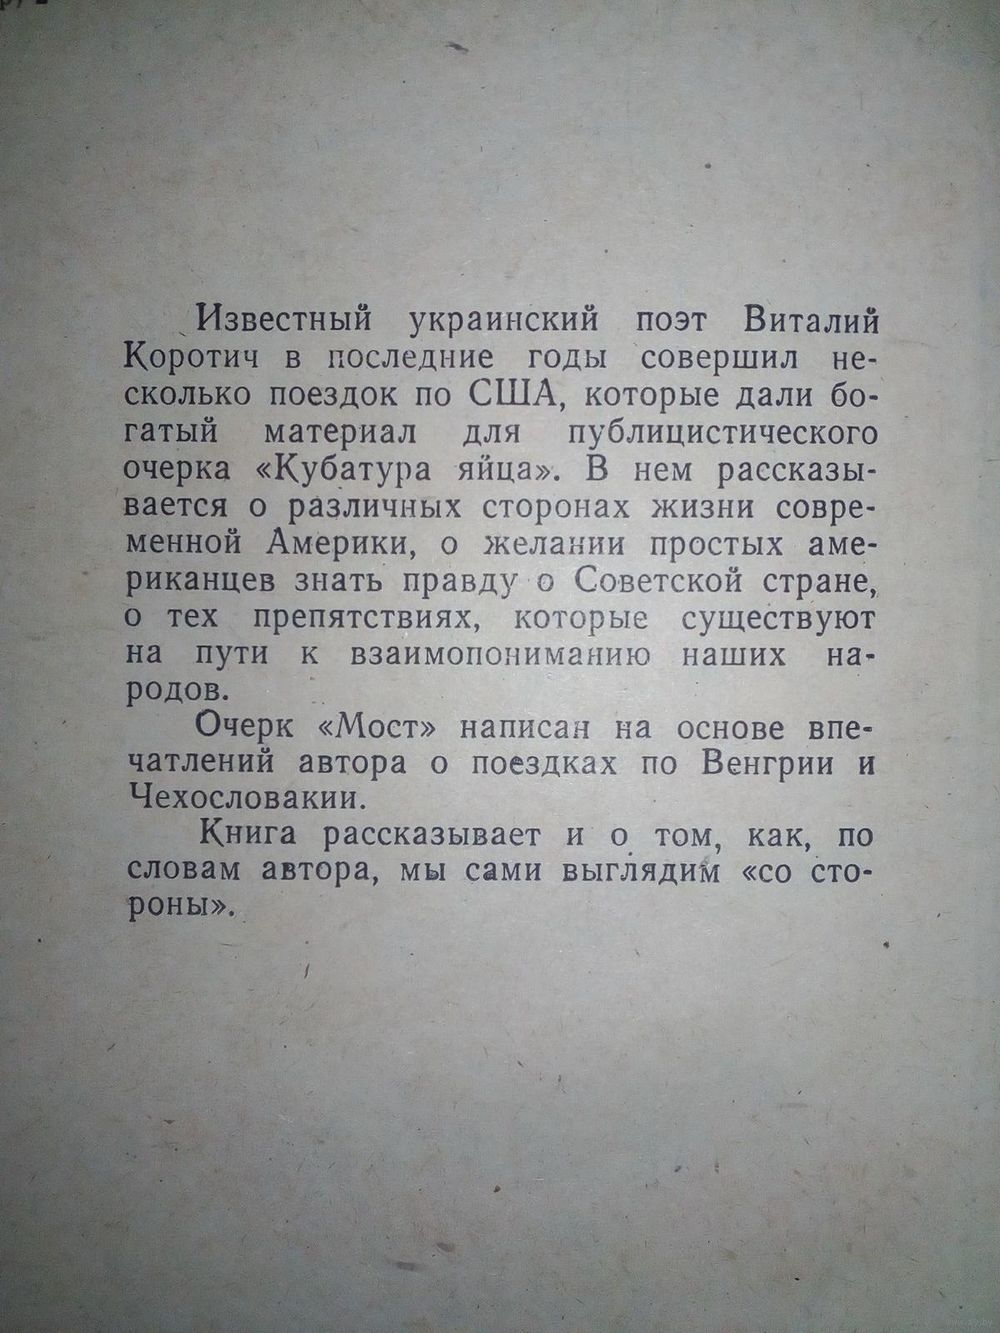 Известный украинский поэт Виталий
Коротич в последние годы совершил не-
сколько поездок по США, которые дали бо-
гатый материал для публицистического
очерка «Кубатура яйца». В нем рассказы-
вается о различных сторонах жизни совре-
менной Америки, о желании простых аме-
риканцев знать правду о Советской стране,
о тех препятствиях, которые существуют
на пути к взаимопониманию наших на-
родов.
Очерк «Мост» написан на основе впе-
чатлений автора о поездках по Венгрии и
Чехословакии.
Книга рассказывает и о том, как, по
словам автора, мы сами выглядим «со сто-
роны».